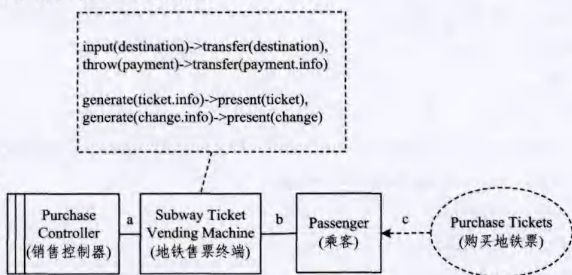 input(destination)->transfer(destination),
throw(payment)->transfer(payment.info)
generate(ticket.info)->present(ticket),
generate(change.info)->present(change)
Purchase
Controller
(销售控制器)
a
Subway Ticket
Vending Machine
(地铁售票终端)
b
Passenger
(乘客)
c
Purchase Tickets
(购买地铁票)